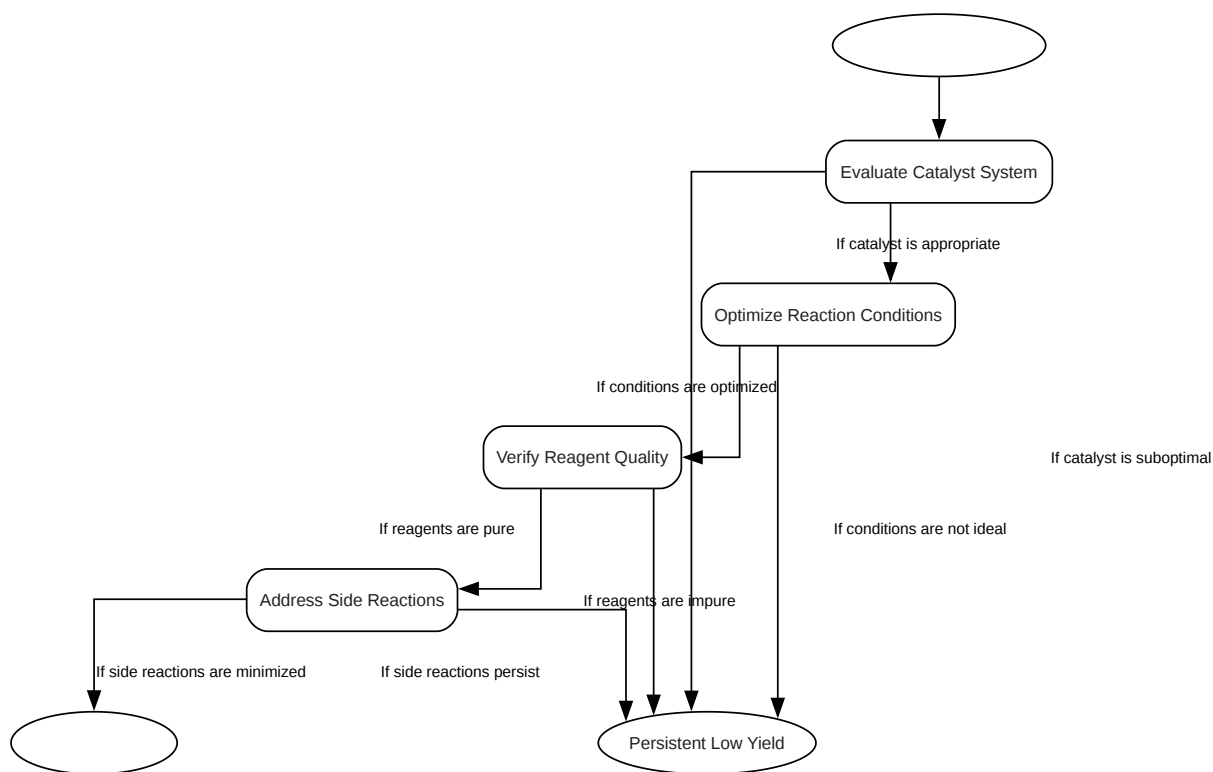 Evaluate Catalyst System
If catalyst is appropriate
Optimize Reaction Conditions
If conditions are optimized
Verify Reagent Quality
If catalyst is suboptimal
If reagents are pure
If conditions are not ideal
Address Side Reactions
If reagents are impure
If side reactions are minimized
If side reactions persist
Persistent Low Yield